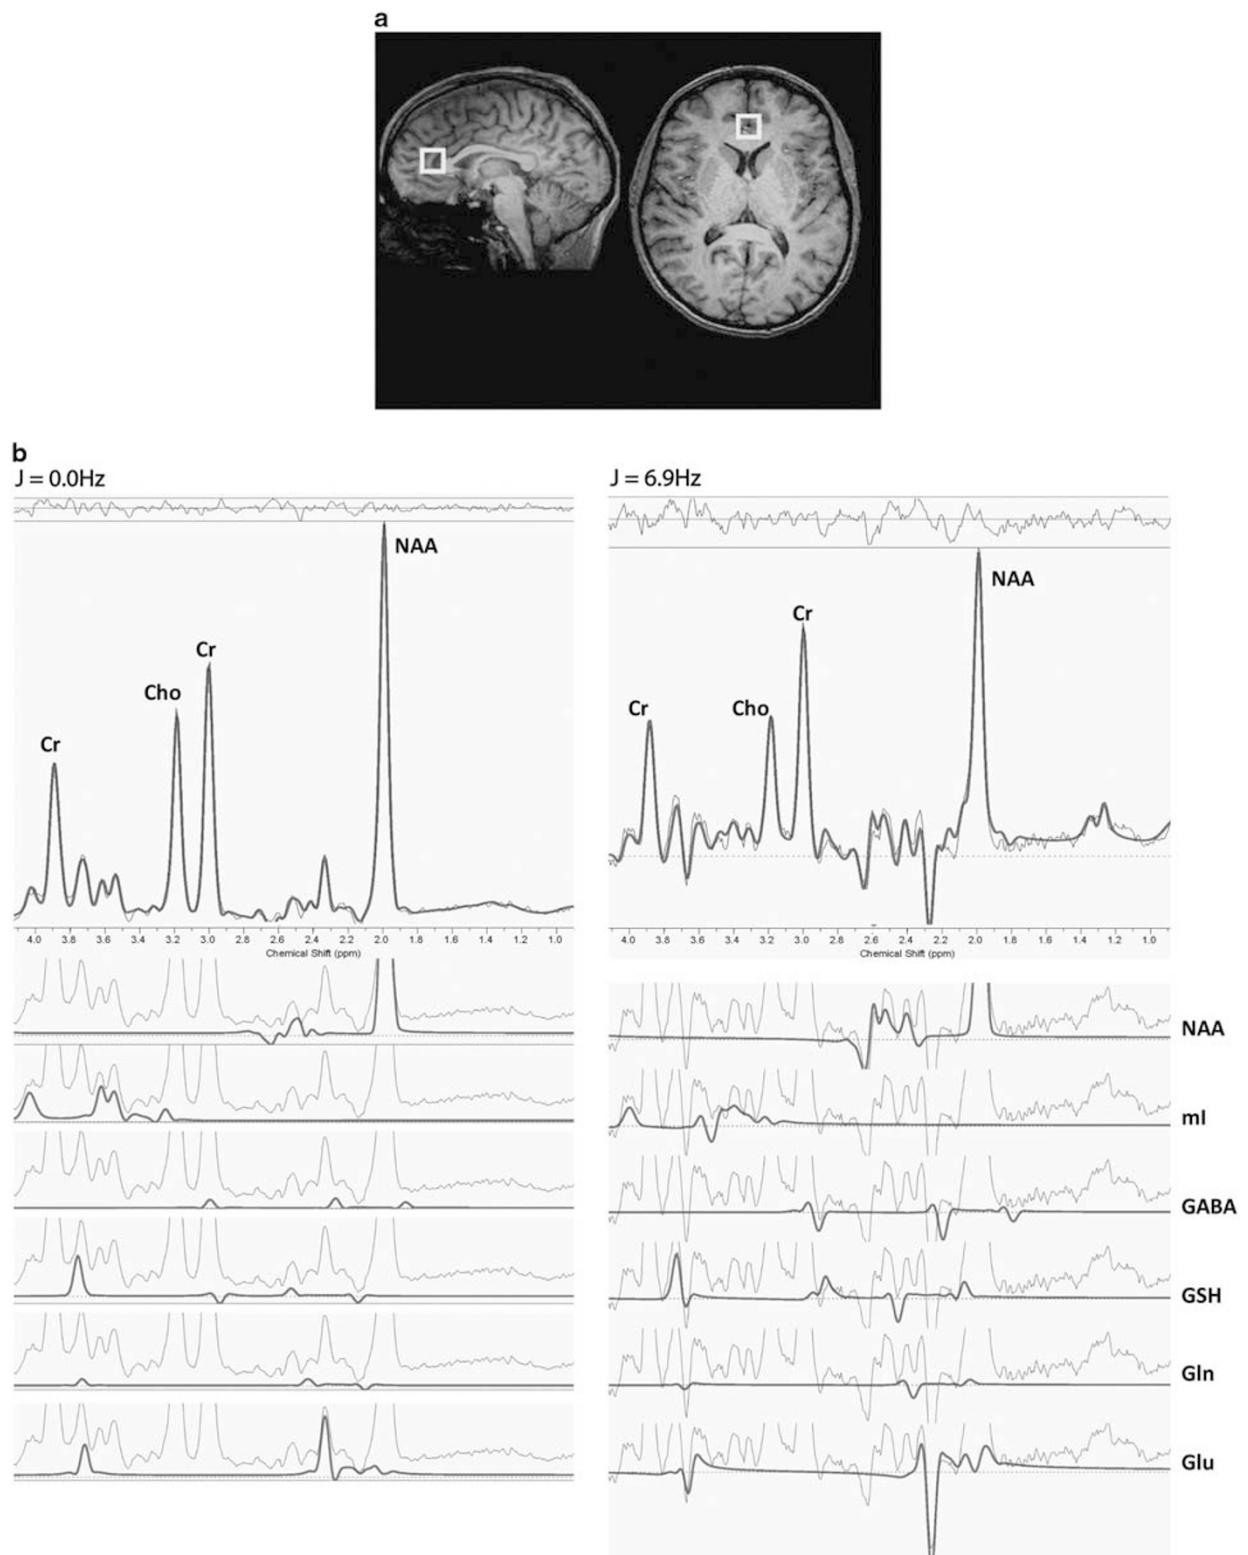 a
b
J = 0.0Hz
J = 6.9Hz
NAA
Cr
Cho
Cr
NAA
Cr
Cho
Cr
4.0 3.8 3.6 3.4 3.2 3.0 2.8 2.6 2.4 2.2 2.0 1.8 1.6 1.4 1.2 1.0
Chemical Shift (ppm)
4.0 3.8 3.6 3.4 3.2 3.0 2.8 2.6 2.4 2.2 2.0 1.8 1.6 1.4 1.2 1.0
Chemical Shift (ppm)
NAA
mI
GABA
GSH
Gln
Glu